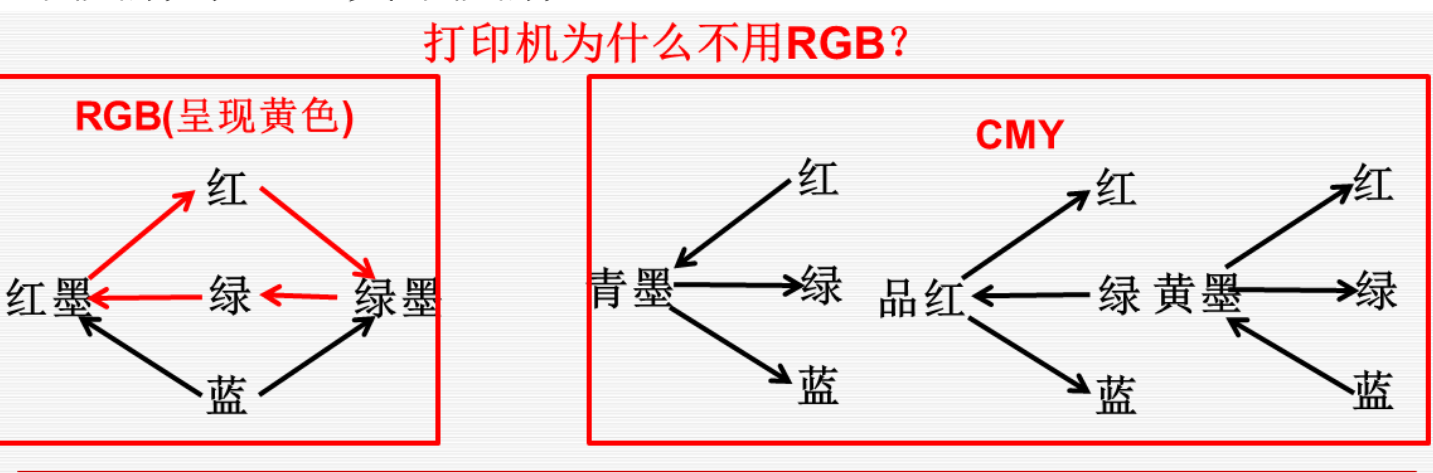 打印机为什么不用RGB?
RGB(呈现黄色)
CMY
红
红墨 绿 绿墨
蓝
红
青墨 绿
蓝
红
品红 绿
蓝
红
黄墨 绿
蓝